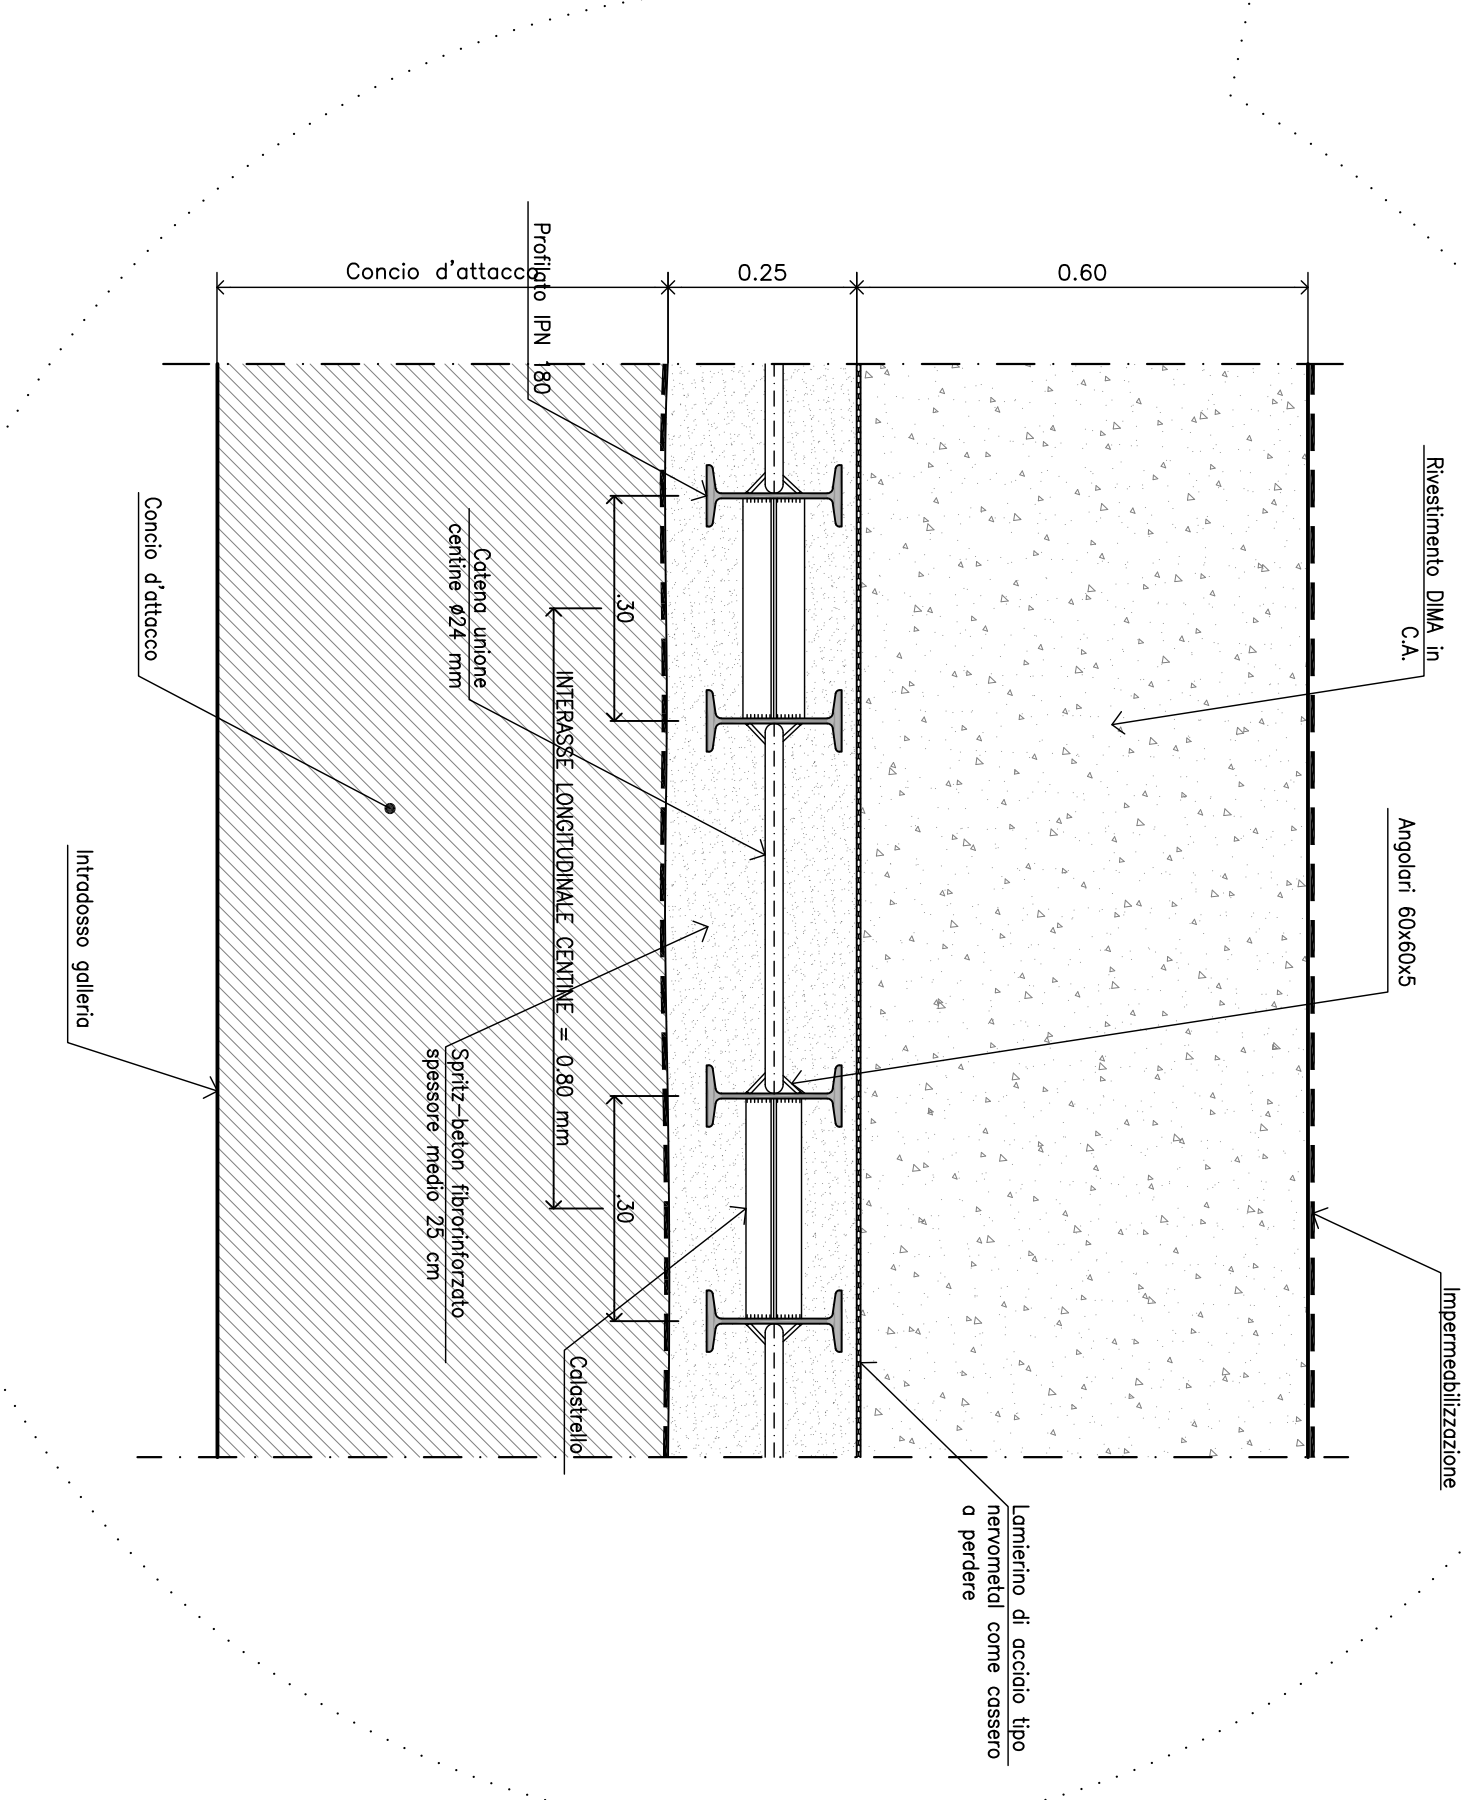 Concio d'attacco
0.25
0.60
Profilato IPN 180
Rivestimento DIMA in
C.A.
Angolari 60x60x5
Impermeabilizzazione
Lamierino di acciaio tipo
nervometal come cassero
a perdere
.30
.30
INTERASSE LONGITUDINALE CENTINE = 0.80 mm
Catena unione
centine ø24 mm
Spritz-beton fibrorinforzato
spessore medio 25 cm
Calastrello
Concio d'attacco
Intradosso galleria